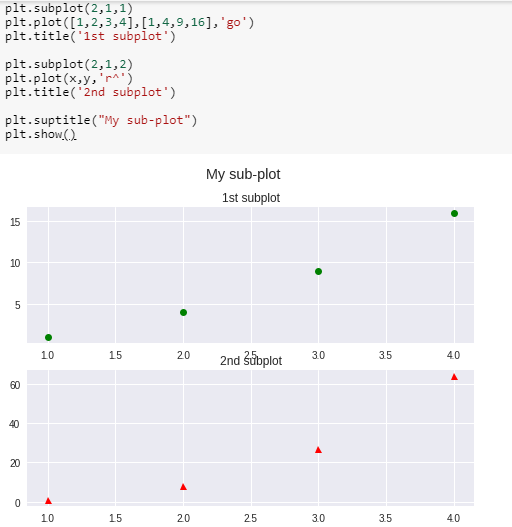 plt.subplot(2,1,1)
plt.plot([1,2,3,4],[1,4,9,16],'go')
plt.title('1st subplot')
plt.subplot(2,1,2)
plt.plot(x,y,'r^')
plt.title('2nd subplot')
plt.suptitle("My sub-plot")
plt.show()
My sub-plot
1st subplot
15
10
5
1.0 1.5 2.0 2.5 3.0 3.5 4.0
2nd subplot
60
40
20
0
1.0 1.5 2.0 2.5 3.0 3.5 4.0